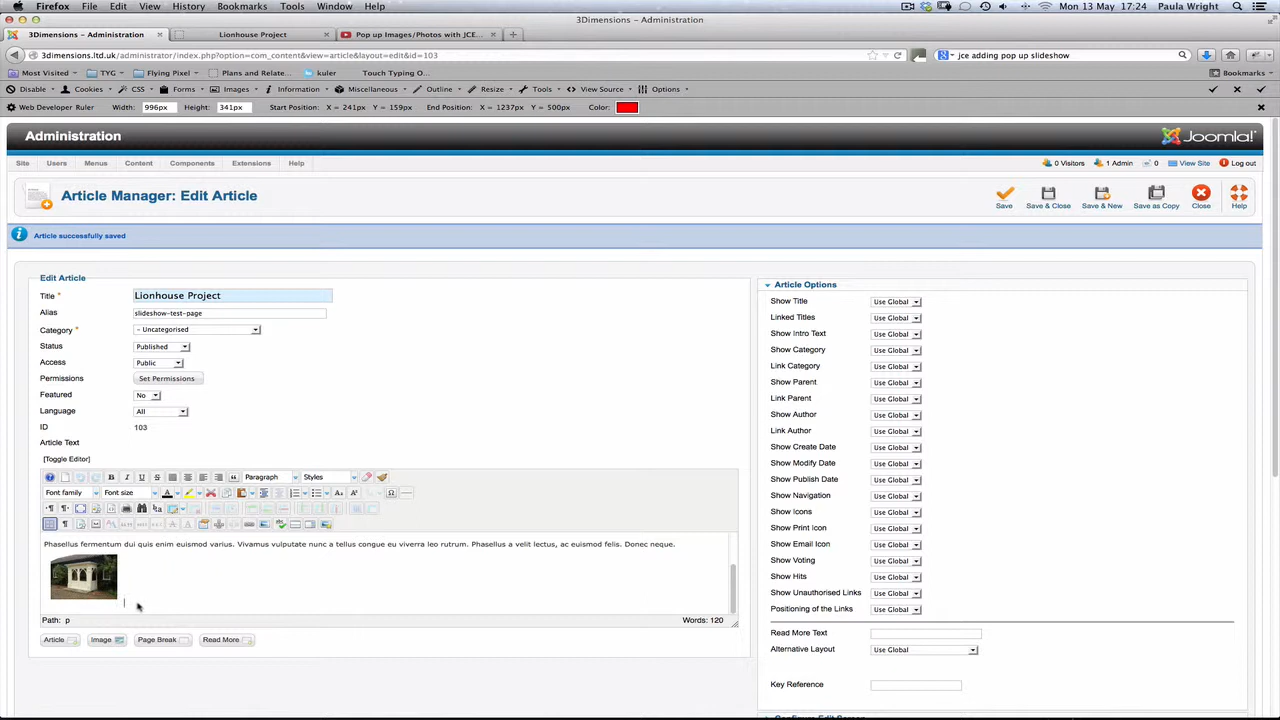 Firefox File Edit View History Bookmarks Tools Window Help Mon 13 May 17:24 Paula Wright
3Dimensions - Administration
3Dimensions - Administration Lionhouse Project Pop up Images/Photos with JCE...
3dimensions.ltd.uk/administrator/index.php?option=com_content&view=article&layout=edit&id=103 jce adding pop up slideshow
Most Visited TYG Flying Pixel Plans and Relate... kuler Touch Typing O... Bookmarks
Disable Cookies CSS Forms Images Information Miscellaneous Outline Resize Tools View Source Options
Web Developer Ruler Width: 996px Height: 341px Start Position: X = 241px Y = 159px End Position: X = 1237px Y = 500px Color:
Administration Joomla!
Site Users Menus Content Components Extensions Help 0 Visitors 1 Admin 0 View Site Log out
Article Manager: Edit Article
Save Save & Close Save & New Save as Copy Close Help
Article successfully saved
Edit Article
Title * Lionhouse Project
Alias slideshow-test-page
Category * - Uncategorised
Status Published
Access Public
Permissions Set Permissions
Featured No
Language All
ID 103
Article Text
[Toggle Editor]
Paragraph Styles
Font family Font size
Phasellus fermentum dui quis enim euismod varius. Vivamus vulputate nunc a tellus congue eu viverra leo rutrum. Phasellus a velit lectus, ac euismod felis. Donec neque.
Path: p Words: 120
Article Image Page Break Read More
Article Options
Show Title Use Global
Linked Titles Use Global
Show Intro Text Use Global
Show Category Use Global
Link Category Use Global
Show Parent Use Global
Link Parent Use Global
Show Author Use Global
Link Author Use Global
Show Create Date Use Global
Show Modify Date Use Global
Show Publish Date Use Global
Show Navigation Use Global
Show Icons Use Global
Show Print Icon Use Global
Show Email Icon Use Global
Show Voting Use Global
Show Hits Use Global
Show Unauthorised Links Use Global
Positioning of the Links Use Global
Read More Text
Alternative Layout Use Global
Key Reference
Configure Edit Screen